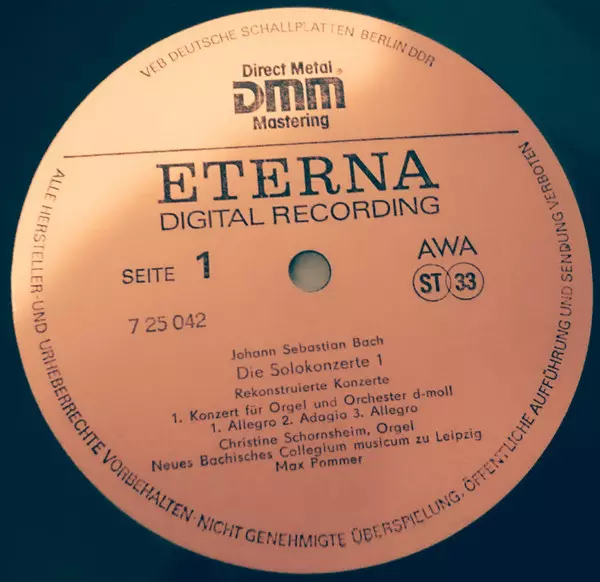 VEB DEUTSCHE SCHALLPLATTEN BERLIN DDR
Direct Metal
DMM®
Mastering
ETERNA
DIGITAL RECORDING
SEITE 1
AWA
ST 33
7 25 042
Johann Sebastian Bach
Die Solokonzerte 1
Rekonstruierte Konzerte
1. Konzert für Orgel und Orchester d-moll
1. Allegro 2. Adagio 3. Allegro
Christine Schornsheim, Orgel
Neues Bachisches Collegium musicum zu Leipzig
Max Pommer
ALLE HERSTELLER-UND URHEBERRECHTE VORBEHALTEN·NICHT GENEHMIGTE ÜBERSPIELUNG, ÖFFENTLICHE AUFFÜHRUNG UND SENDUNG VERBOTEN